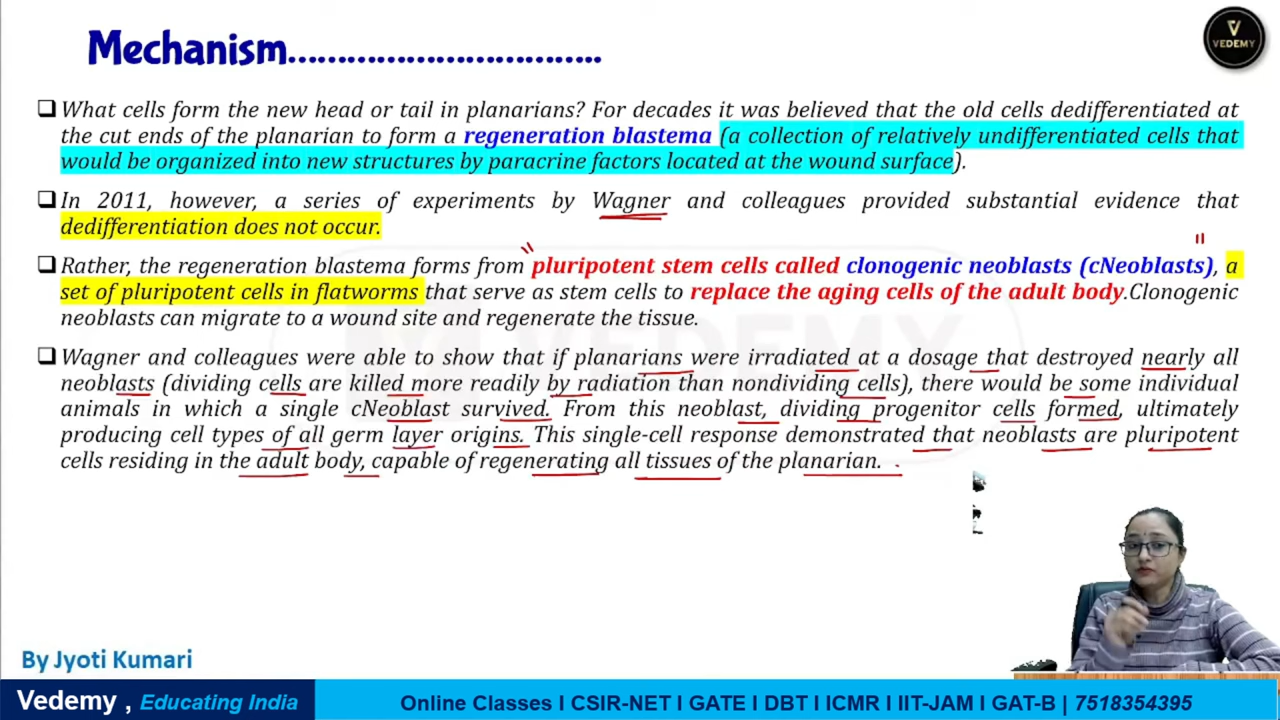 Mechanism………………………………..
VEDEMY
❑ What cells form the new head or tail in planarians? For decades it was believed that the old cells dedifferentiated at
the cut ends of the planarian to form a regeneration blastema (a collection of relatively undifferentiated cells that
would be organized into new structures by paracrine factors located at the wound surface).
❑ In 2011, however, a series of experiments by Wagner and colleagues provided substantial evidence that
dedifferentiation does not occur.
❑ Rather, the regeneration blastema forms from pluripotent stem cells called clonogenic neoblasts (cNeoblasts), a
set of pluripotent cells in flatworms that serve as stem cells to replace the aging cells of the adult body.Clonogenic
neoblasts can migrate to a wound site and regenerate the tissue.
❑ Wagner and colleagues were able to show that if planarians were irradiated at a dosage that destroyed nearly all
neoblasts (dividing cells are killed more readily by radiation than nondividing cells), there would be some individual
animals in which a single cNeoblast survived. From this neoblast, dividing progenitor cells formed, ultimately
producing cell types of all germ layer origins. This single-cell response demonstrated that neoblasts are pluripotent
cells residing in the adult body, capable of regenerating all tissues of the planarian.
VEDEMY
By Jyoti Kumari
Vedemy , Educating India
Online Classes I CSIR-NET I GATE I DBT I ICMR I IIT-JAM I GAT-B | 7518354395